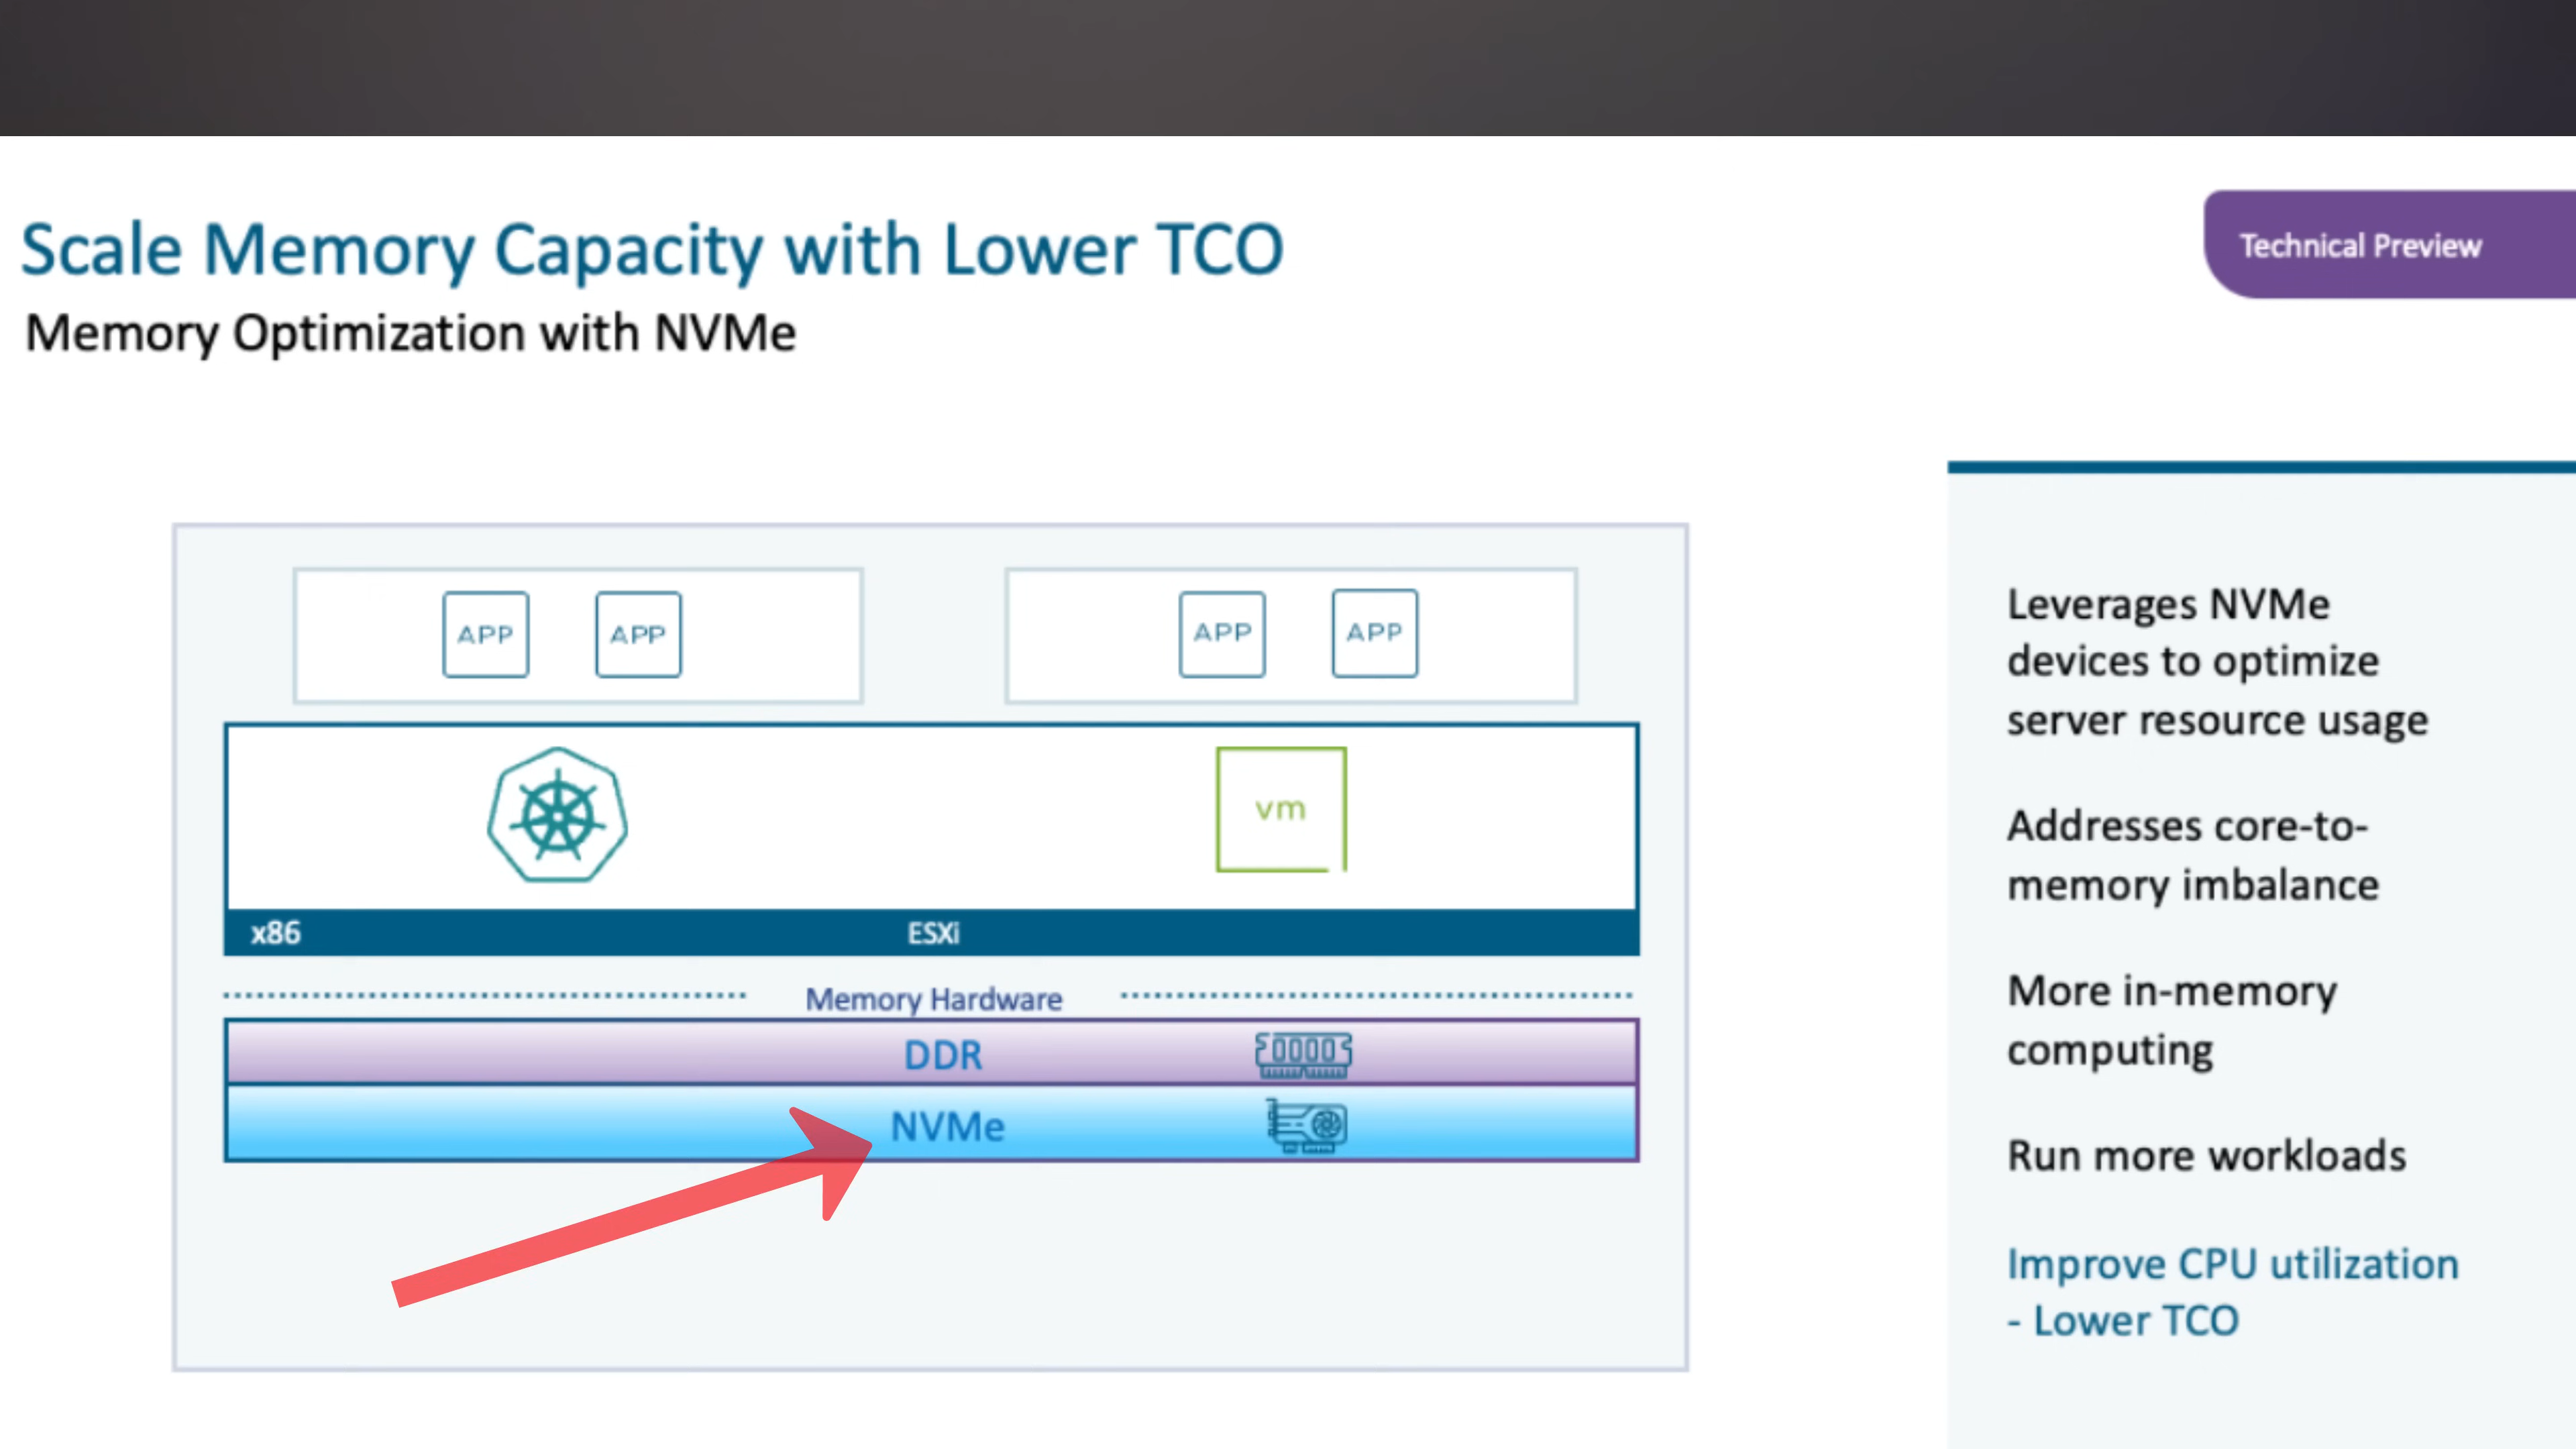 Scale Memory Capacity with Lower TCO
Technical Preview
Memory Optimization with NVMe
APP
APP
APP
APP
vm
x86
ESXi
Memory Hardware
DDR
NVMe
Leverages NVMe
devices to optimize
server resource usage
Addresses core-to-
memory imbalance
More in-memory
computing
Run more workloads
Improve CPU utilization
- Lower TCO